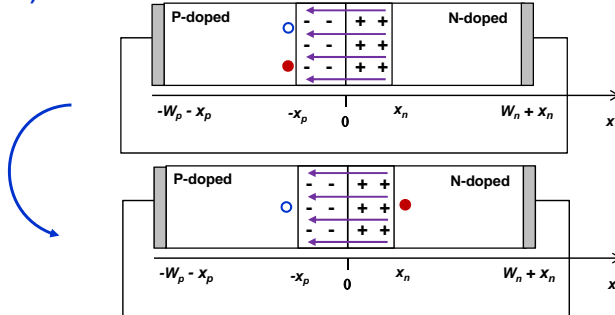 )
P-doped
N-doped
- - + +
- - + +
- - + +
-Wp - xp
-xp
0
xn
Wn + xn
x
P-doped
N-doped
- - + +
- - + +
- - + +
-Wp - xp
-xp
0
xn
Wn + xn
x